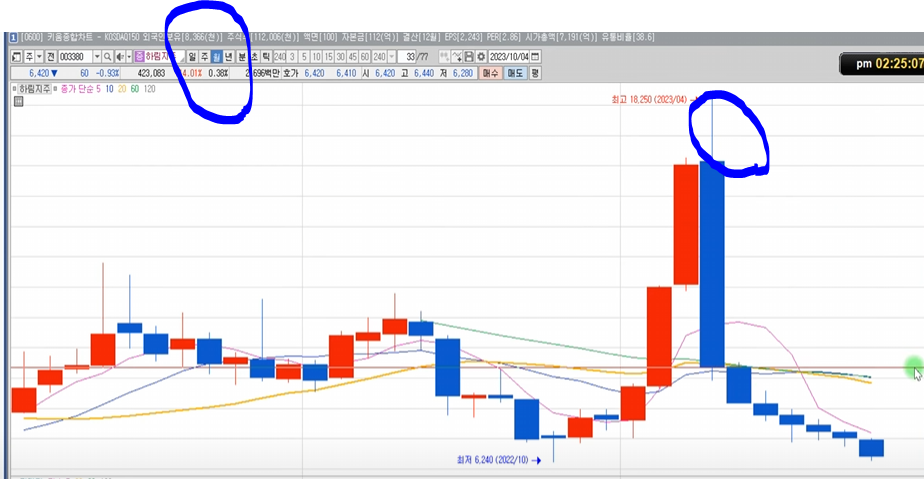 [0600] 키움종합차트 - KOSDAQ150 외국인보유[8,366(천)] 주식수[112,006(천)] 액면[100] 자본금[112(억)] 결산[12월] EPS[2,243] PER[2.86] 시가총액[7,191(억)] 유동비율[38.6]
주 전 003380 하림지주 일 주 월 년 분 초 틱 240 3 5 10 15 30 45 60 240 33 /77 2023/10/04
6,420 ▼ 60 -0.93% 423,083 4.01% 0.38% 696백만 호가 6,420 6,410 시 6,420 고 6,440 저 6,280 매수 매도 평
pm 02:25:07
하림지주 종가 단순 5 10 20 60 120
최고 18,250 (2023/04) →
최저 6,240 (2022/10) →